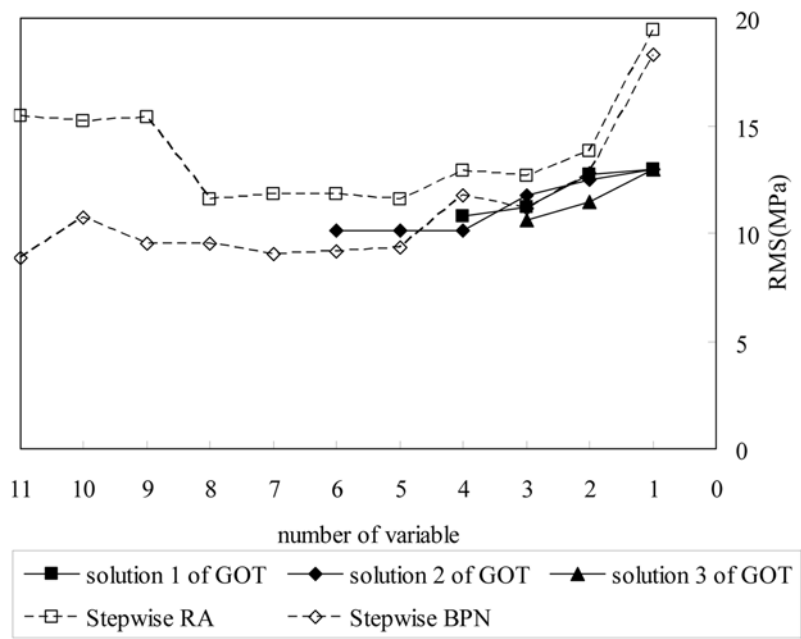 20
15
RMS(MPa)
10
5
0
11 10 9 8 7 6 5 4 3 2 1 0
number of variable
solution 1 of GOT solution 2 of GOT solution 3 of GOT
Stepwise RA Stepwise BPN